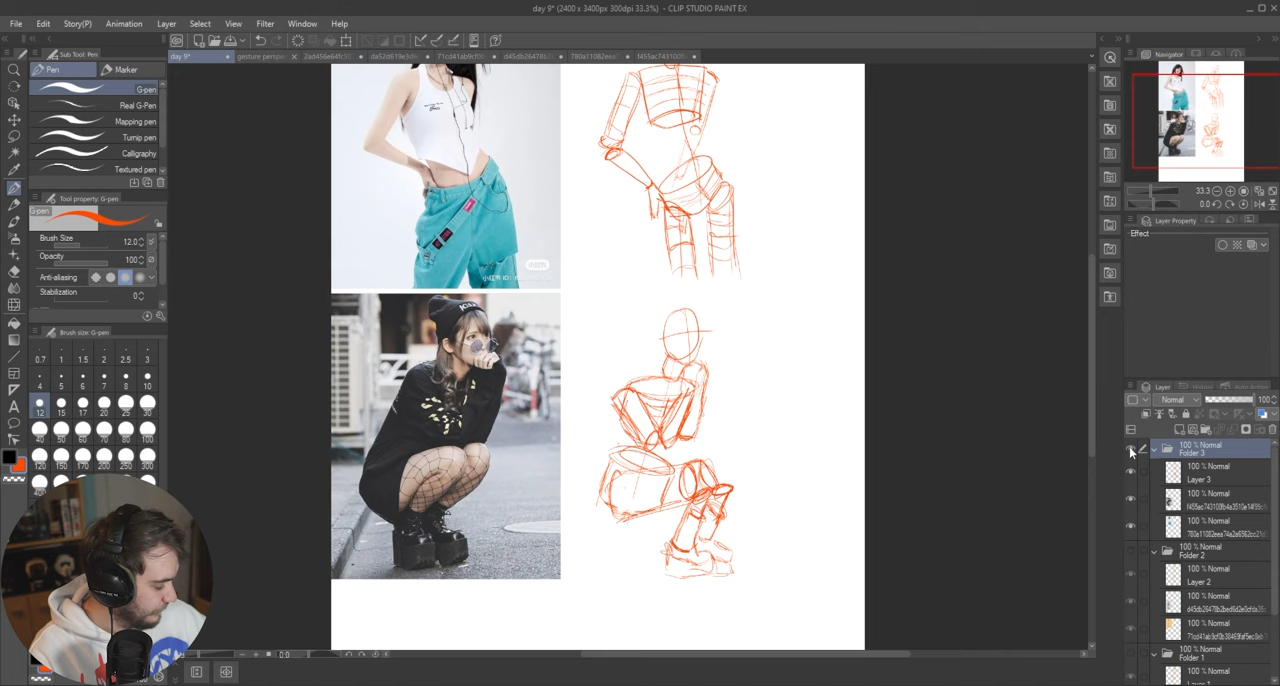 day 9* (2400 x 3400px 300dpi 33.3%) - CLIP STUDIO PAINT EX
File Edit Story(P) Animation Layer Select View Filter Window Help
Sub Tool: Pen
day 9*
Pen
Marker
G-pen
Real G-Pen
Mapping pen
Turnip pen
Calligraphy
Textured pen
Tool property: G-pen
G-pen
Brush Size 12.0
Opacity 100
Anti-aliasing
Stabilization 0
Brush size: G-pen
0.7 1 1.5 2 2.5 3
4 5 6 7 8 10
12 15 17 20 25 30
40 50 60 70 80 100
120 150 170 200 250 300
Navigator
33.3
0.0
Layer Property
Effect
Layer
History
Auto Action
Normal 100
100 % Normal
Folder 3
100 % Normal
Layer 3
100 % Normal
100 % Normal
100 % Normal
Folder 2
100 % Normal
Layer 2
100 % Normal
100 % Normal
100 % Normal
Folder 1
100 % Normal
小红书